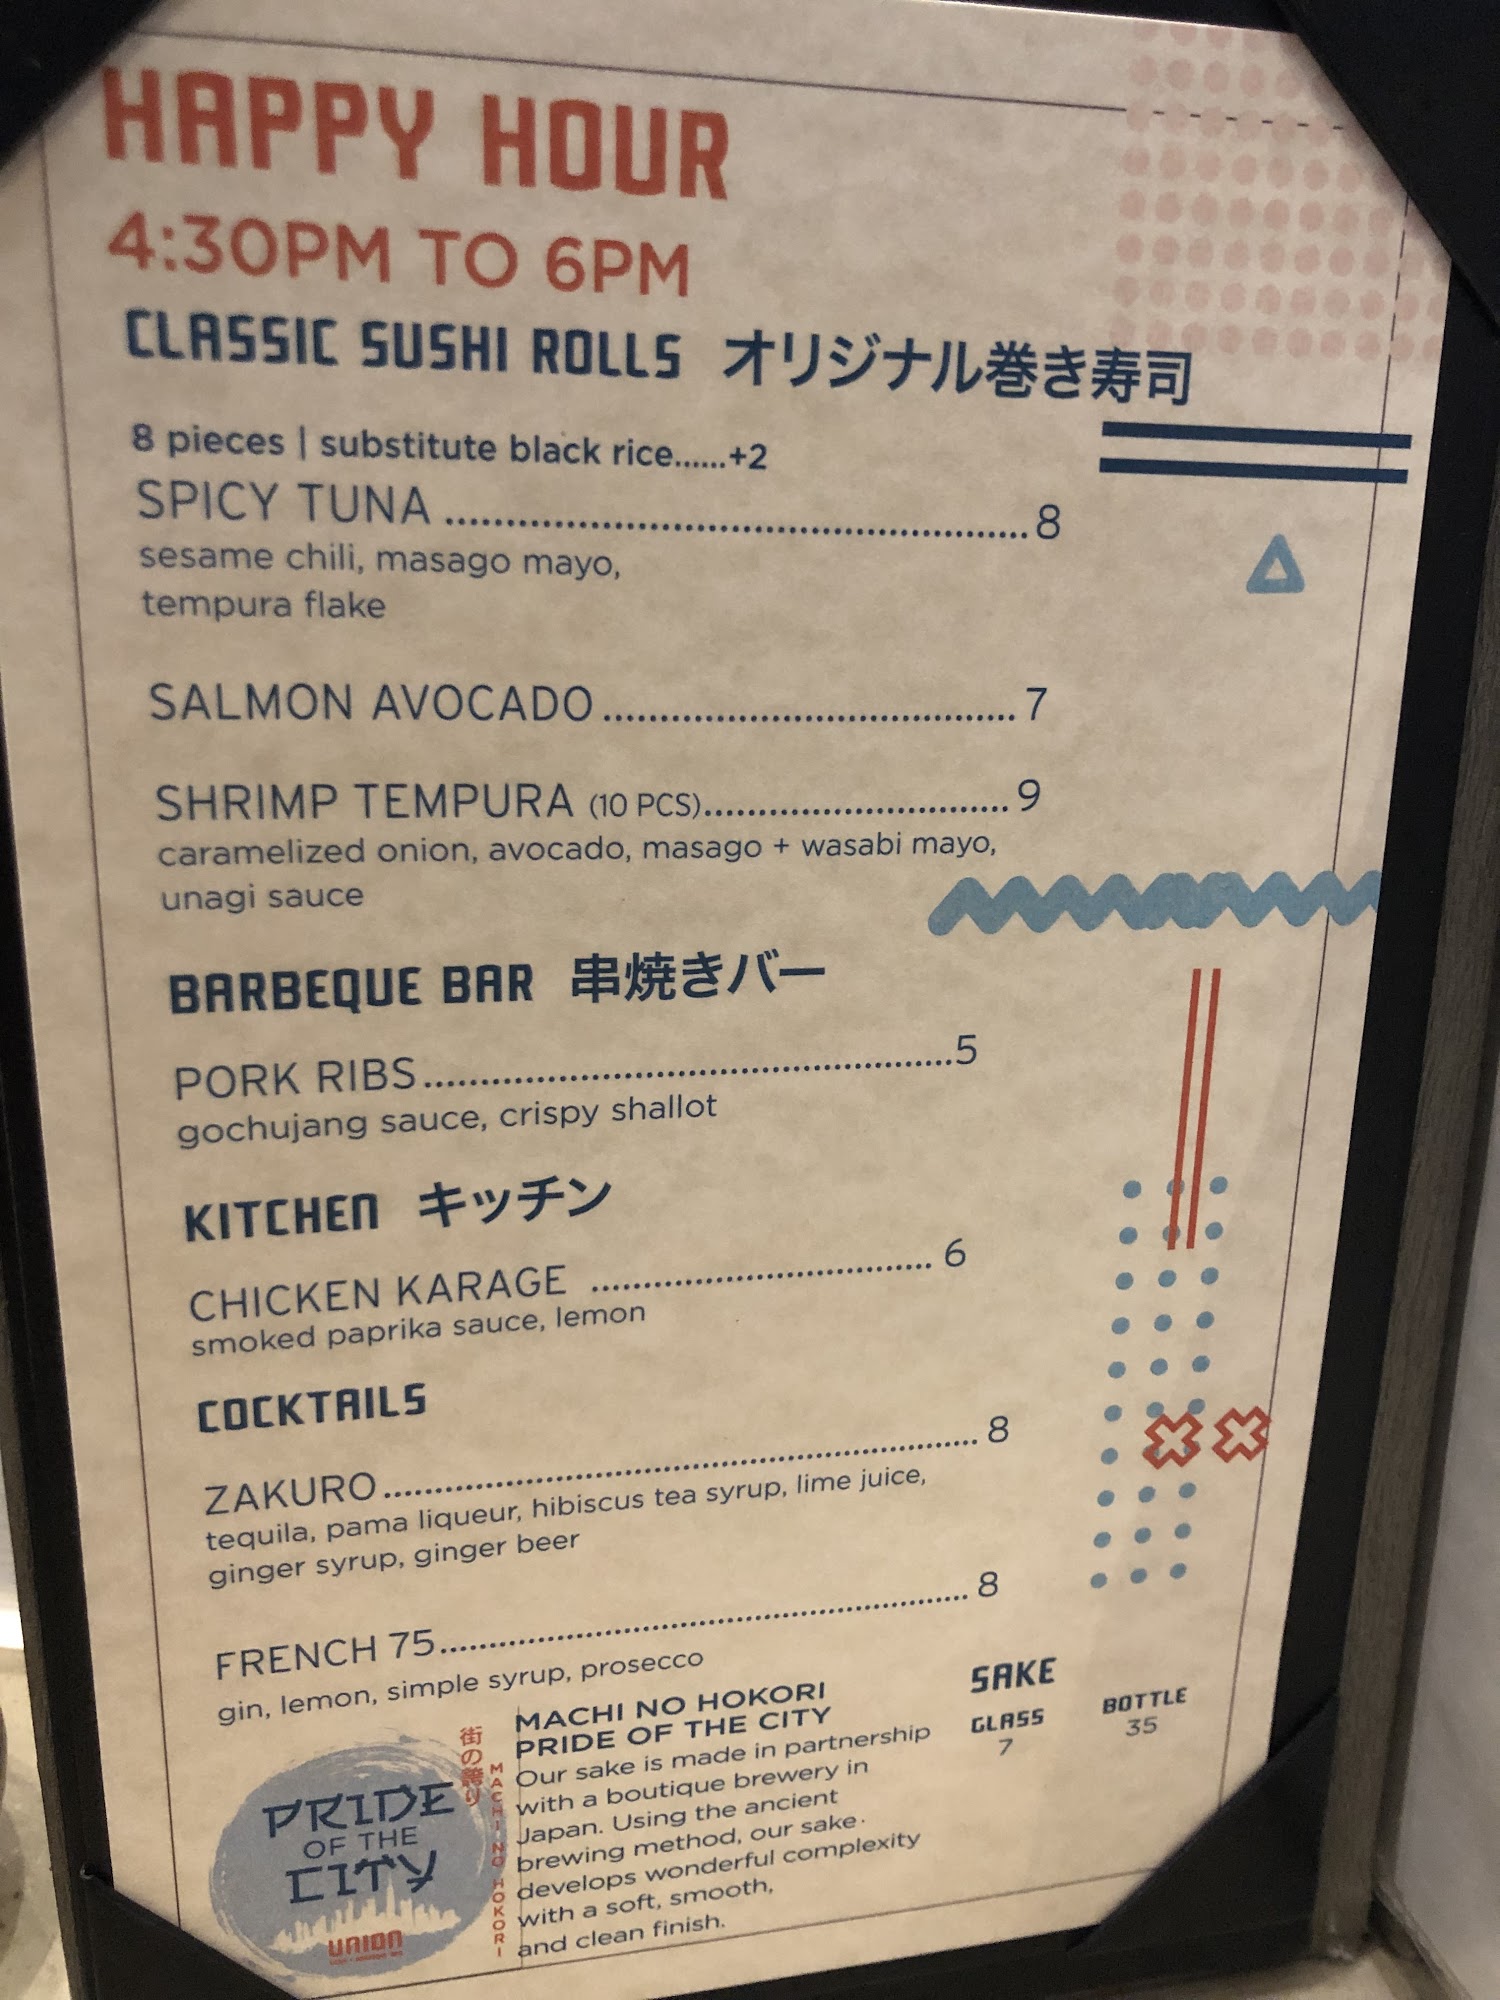 HAPPY HOUR
4:30PM TO 6PM
CLASSIC SUSHI ROLLS オリジナル巻き寿司
8 pieces | substitute black rice......+2
SPICY TUNA ........................................ 8
sesame chili, masago mayo,
tempura flake
SALMON AVOCADO ........................................ 7
SHRIMP TEMPURA (10 PCS)........................................ 9
caramelized onion, avocado, masago + wasabi mayo,
unagi sauce
BARBEQUE BAR 串焼きバー
PORK RIBS........................................5
gochujang sauce, crispy shallot
KITCHEN キッチン
CHICKEN KARAGE ........................................ 6
smoked paprika sauce, lemon
COCKTAILS
ZAKURO........................................ 8
tequila, pama liqueur, hibiscus tea syrup, lime juice,
ginger syrup, ginger beer
FRENCH 75........................................ 8
gin, lemon, simple syrup, prosecco
PRIDE
OF THE
CITY
UNION
街の誇り
MACHI NO HOKORI
MACHI NO HOKORI
PRIDE OF THE CITY
Our sake is made in partnership
with a boutique brewery in
Japan. Using the ancient
brewing method, our sake
develops wonderful complexity
with a soft, smooth,
and clean finish.
SAKE
GLASS BOTTLE
7 35